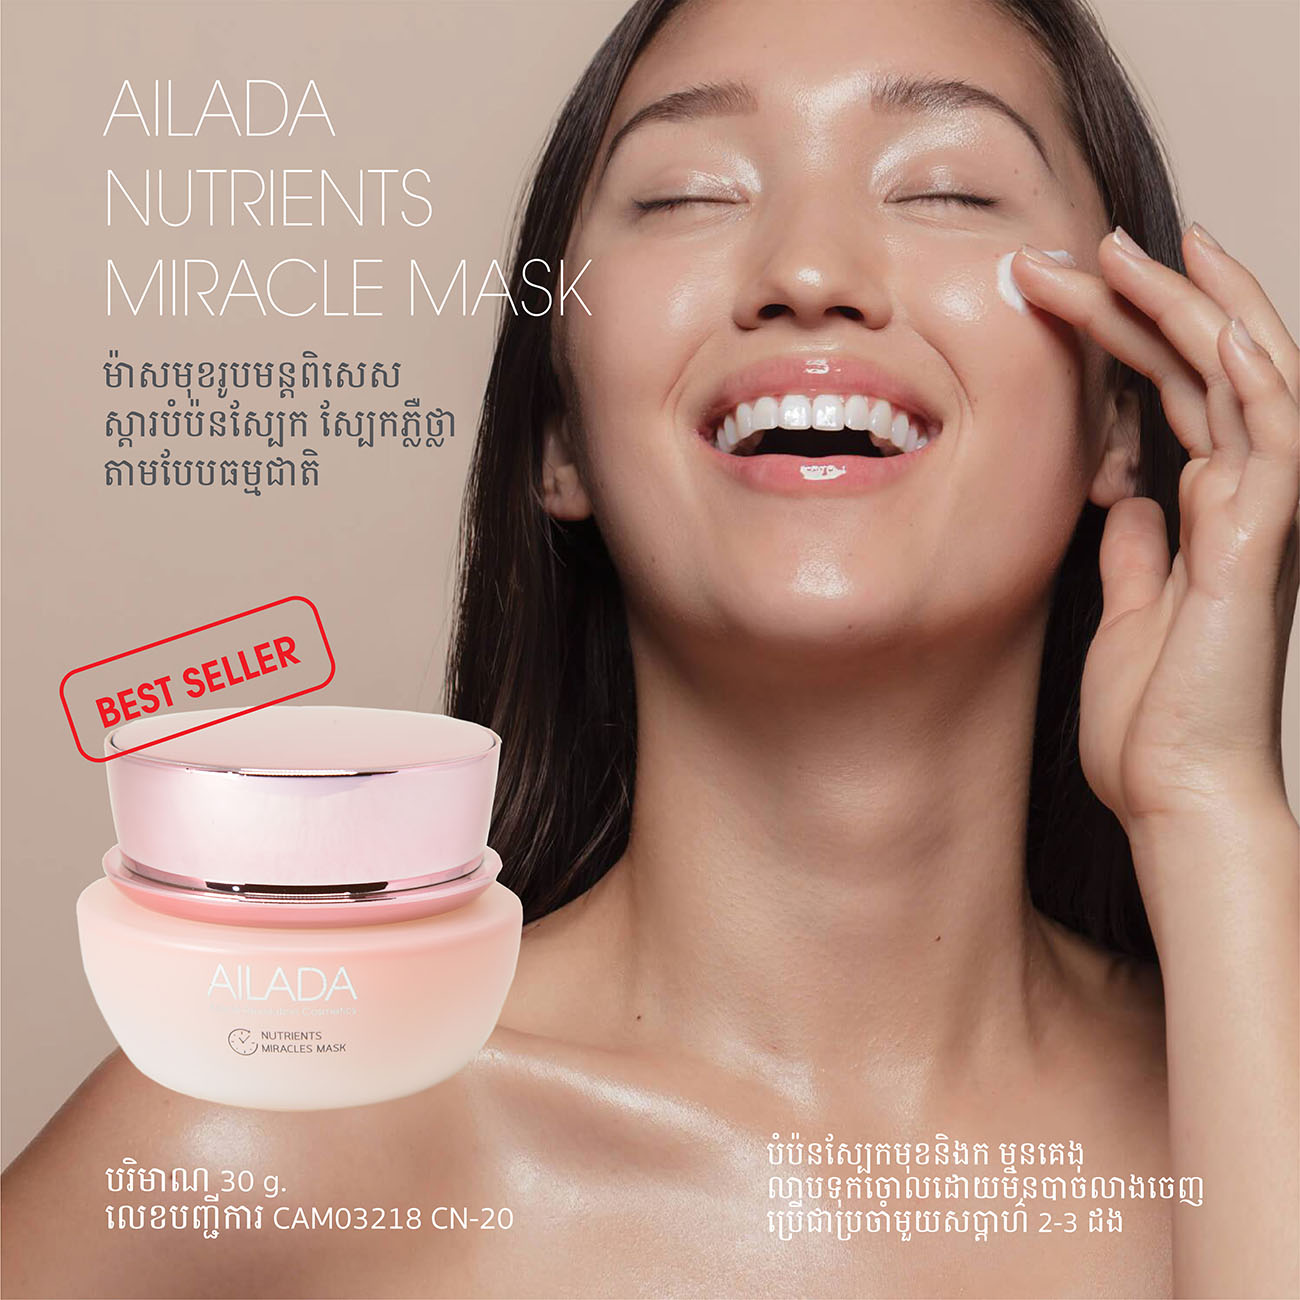 AILADA
NUTRIENTS
MIRACLE MASK
ម៉ាសមុខរូបមន្តពិសេស
ស្តារបំប៉នស្បែក ស្បែកភ្លឺថ្លា
តាមបែបធម្មជាតិ
BEST SELLER
AILADA
Cosmetics
NUTRIENTS
MIRACLES MASK
បរិមាណ 30 g.
លេខបញ្ជីការ CAM03218 CN-20
បំប៉នស្បែកមុខនិងក មុនគេង
លាបទុកចោលដោយមិនបាច់លាងចេញ
ប្រើជាប្រចាំមួយសប្តាហ៌ 2-3 ដង